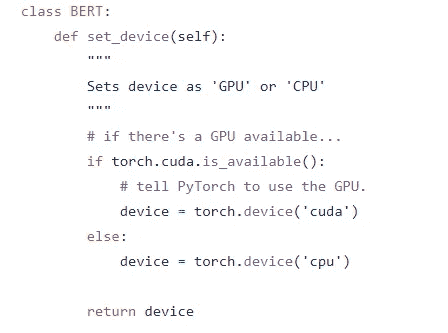 class BERT:
    def set_device(self):
        """
        Sets device as 'GPU' or 'CPU'
        """
        # if there's a GPU available...
        if torch.cuda.is_available():
            # tell PyTorch to use the GPU.
            device = torch.device('cuda')
        else:
            device = torch.device('cpu')

        return device